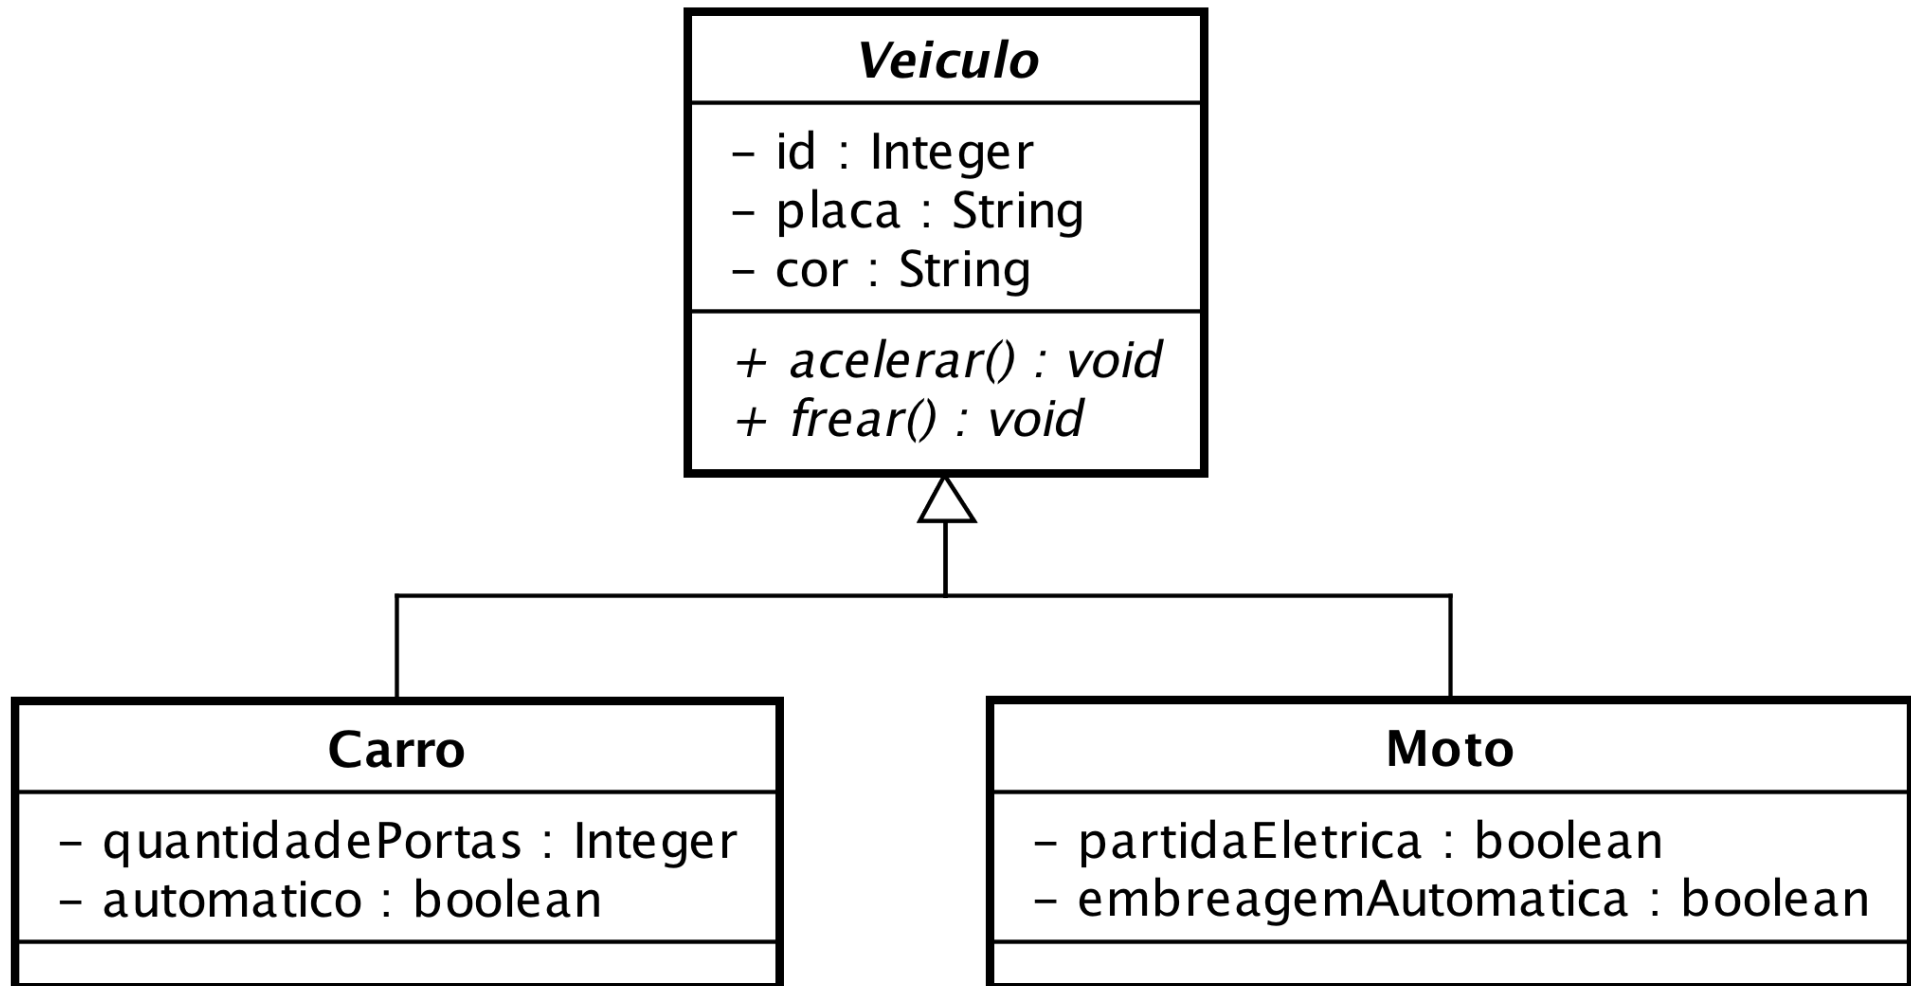 Veiculo
– id : Integer
– placa : String
– cor : String
+ acelerar() : void
+ frear() : void
Carro
– quantidadePortas : Integer
– automatico : boolean
Moto
– partidaEletrica : boolean
– embreagemAutomatica : boolean